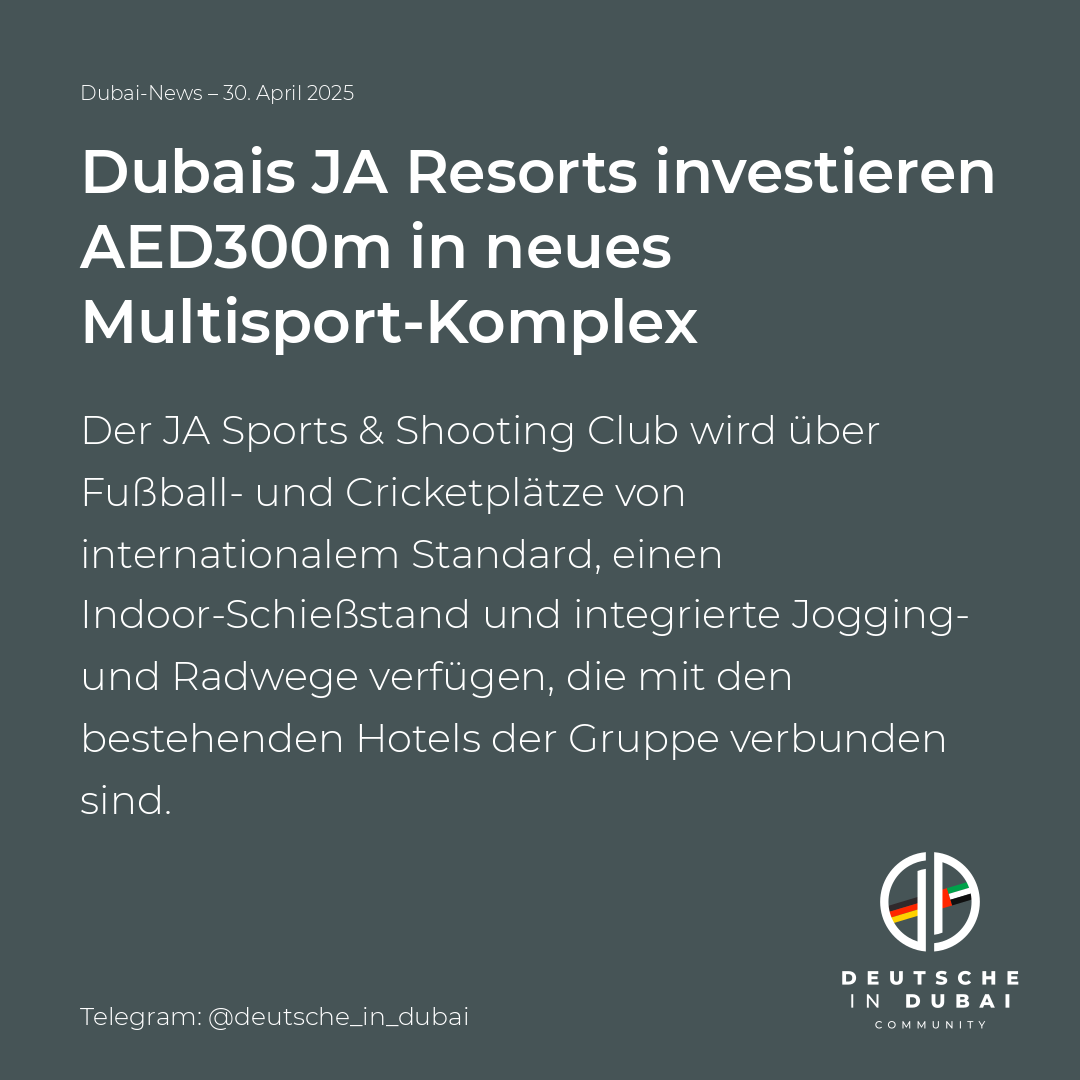 Dubai-News – 30. April 2025
Dubais JA Resorts investieren
AED300m in neues
Multisport-Komplex
Der JA Sports & Shooting Club wird über
Fußball- und Cricketplätze von
internationalem Standard, einen
Indoor-Schießstand und integrierte Jogging-
und Radwege verfügen, die mit den
bestehenden Hotels der Gruppe verbunden
sind.
DEUTSCHE
IN DUBAI
COMMUNITY
Telegram: @deutsche_in_dubai